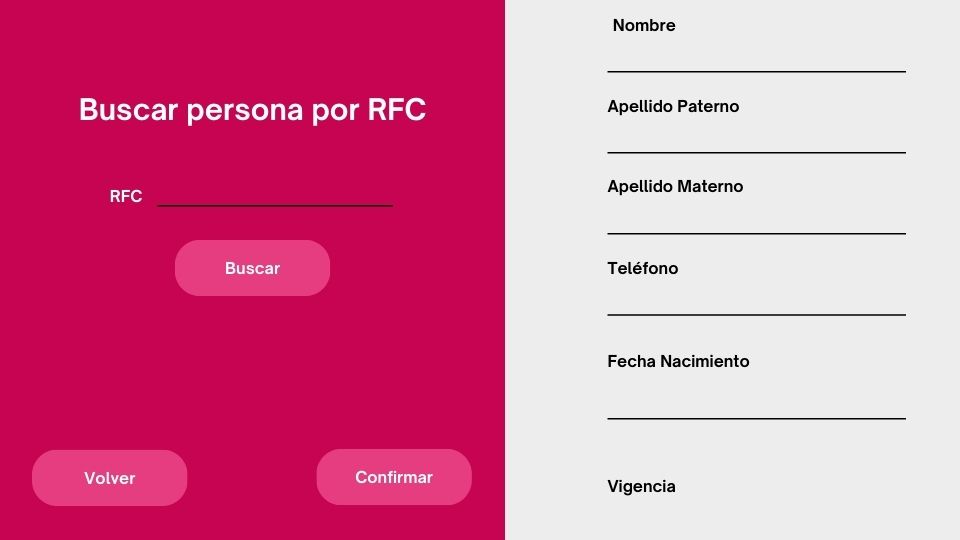 Buscar persona por RFC
RFC
Buscar
Volver
Confirmar
Nombre
Apellido Paterno
Apellido Materno
Teléfono
Fecha Nacimiento
Vigencia